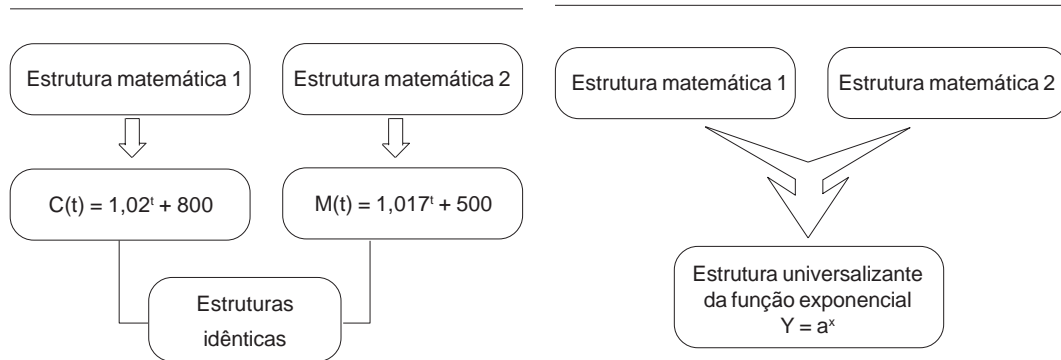 Estrutura matemática 1
Estrutura matemática 2
C(t) = 1,02ᵗ + 800
M(t) = 1,017ᵗ + 500
Estruturas
idênticas
Estrutura matemática 1
Estrutura matemática 2
Estrutura universalizante
da função exponencial
Y = aˣ